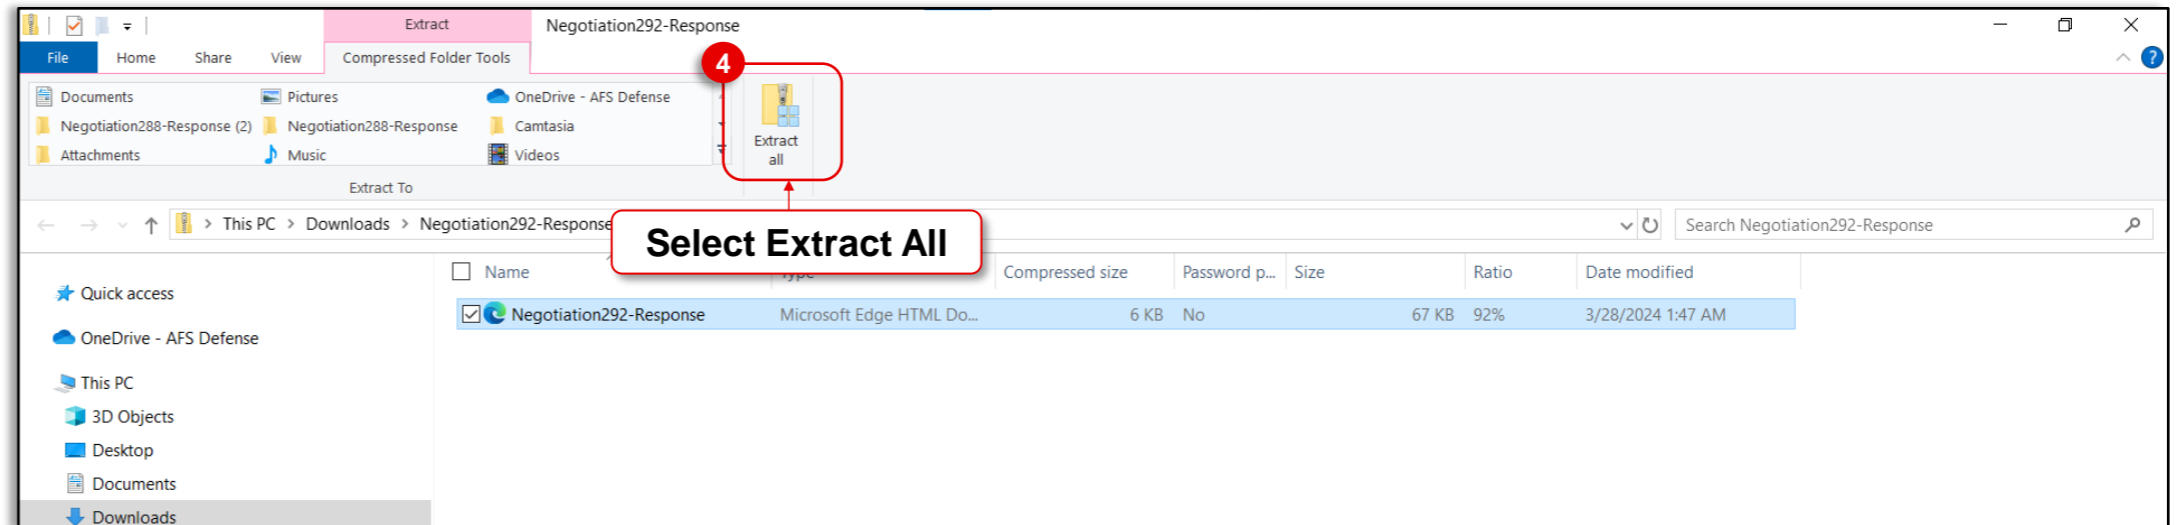 Extract
Negotiation292-Response
File Home Share View Compressed Folder Tools
4
Documents Pictures OneDrive - AFS Defense
Negotiation288-Response (2) Negotiation288-Response Camtasia
Attachments Music Videos
Extract
all
Extract To
This PC > Downloads > Negotiation292-Response
Search Negotiation292-Response
Select Extract All
Name Type Compressed size Password p... Size Ratio Date modified
Negotiation292-Response Microsoft Edge HTML Do... 6 KB No 67 KB 92% 3/28/2024 1:47 AM
Quick access
OneDrive - AFS Defense
This PC
3D Objects
Desktop
Documents
Downloads